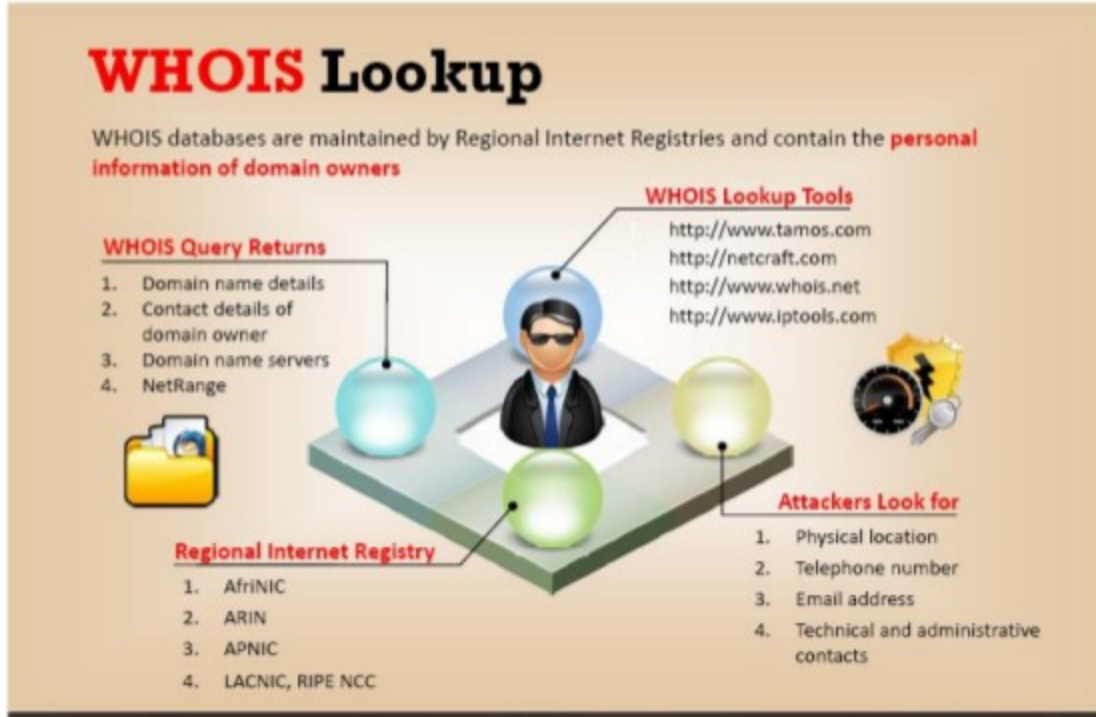 WHOIS Lookup
WHOIS databases are maintained by Regional Internet Registries and contain the personal
information of domain owners
WHOIS Lookup Tools
http://www.tamos.com
http://netcraft.com
http://www.whois.net
http://www.iptools.com
WHOIS Query Returns
1. Domain name details
2. Contact details of
domain owner
3. Domain name servers
4. NetRange
Regional Internet Registry
1. AfriNIC
2. ARIN
3. APNIC
4. LACNIC, RIPE NCC
Attackers Look for
1. Physical location
2. Telephone number
3. Email address
4. Technical and administrative
contacts